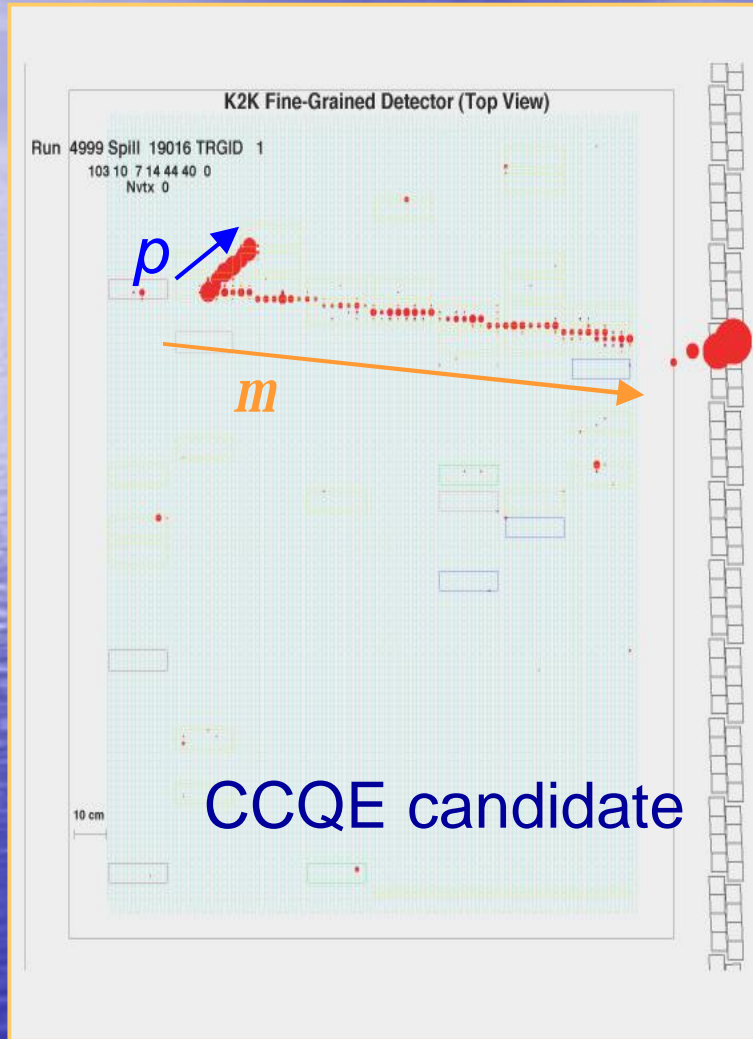 K2K Fine-Grained Detector (Top View)
Run 4999 Spill 19016 TRGID 1
103 10 7 14 44 40 0
Nvtx 0
p
m
CCQE candidate
10 cm